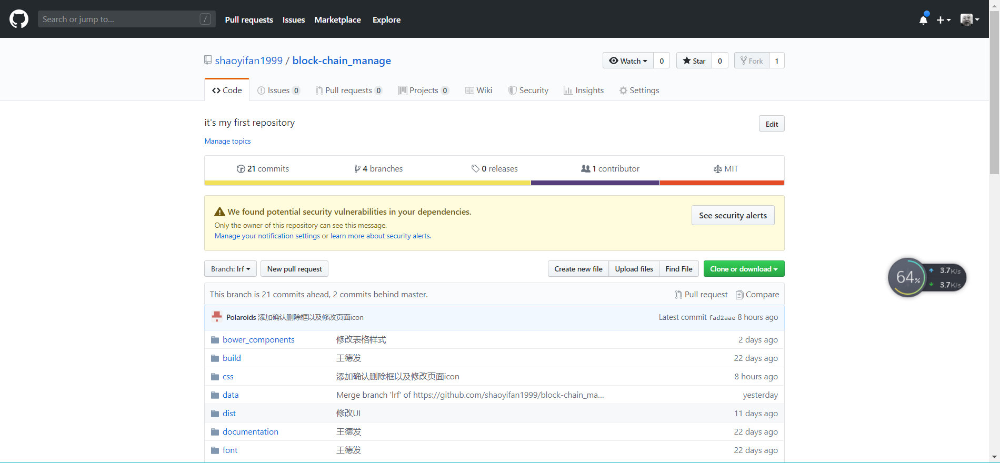 Search or jump to... /
Pull requests Issues Marketplace Explore
shaoyifan1999 / block-chain_manage
Watch 0 Star 0 Fork 1
Code Issues 0 Pull requests 0 Projects 0 Wiki Security Insights Settings
it's my first repository
Edit
Manage topics
21 commits 4 branches 0 releases 1 contributor MIT
We found potential security vulnerabilities in your dependencies.
Only the owner of this repository can see this message.
Manage your notification settings or learn more about security alerts.
See security alerts
Branch: lrf New pull request Create new file Upload files Find File Clone or download
This branch is 21 commits ahead, 2 commits behind master. Pull request Compare
Polaroids 添加确认删除框以及修改页面icon Latest commit fad2aae 8 hours ago
bower_components 修改表格样式 2 days ago
build 王德发 22 days ago
css 添加确认删除框以及修改页面icon 8 hours ago
data Merge branch 'lrf' of https://github.com/shaoyifan1999/block-chain_ma... yesterday
dist 修改UI 11 days ago
documentation 王德发 22 days ago
font 王德发 22 days ago
64%
3.7K/s
3.7K/s